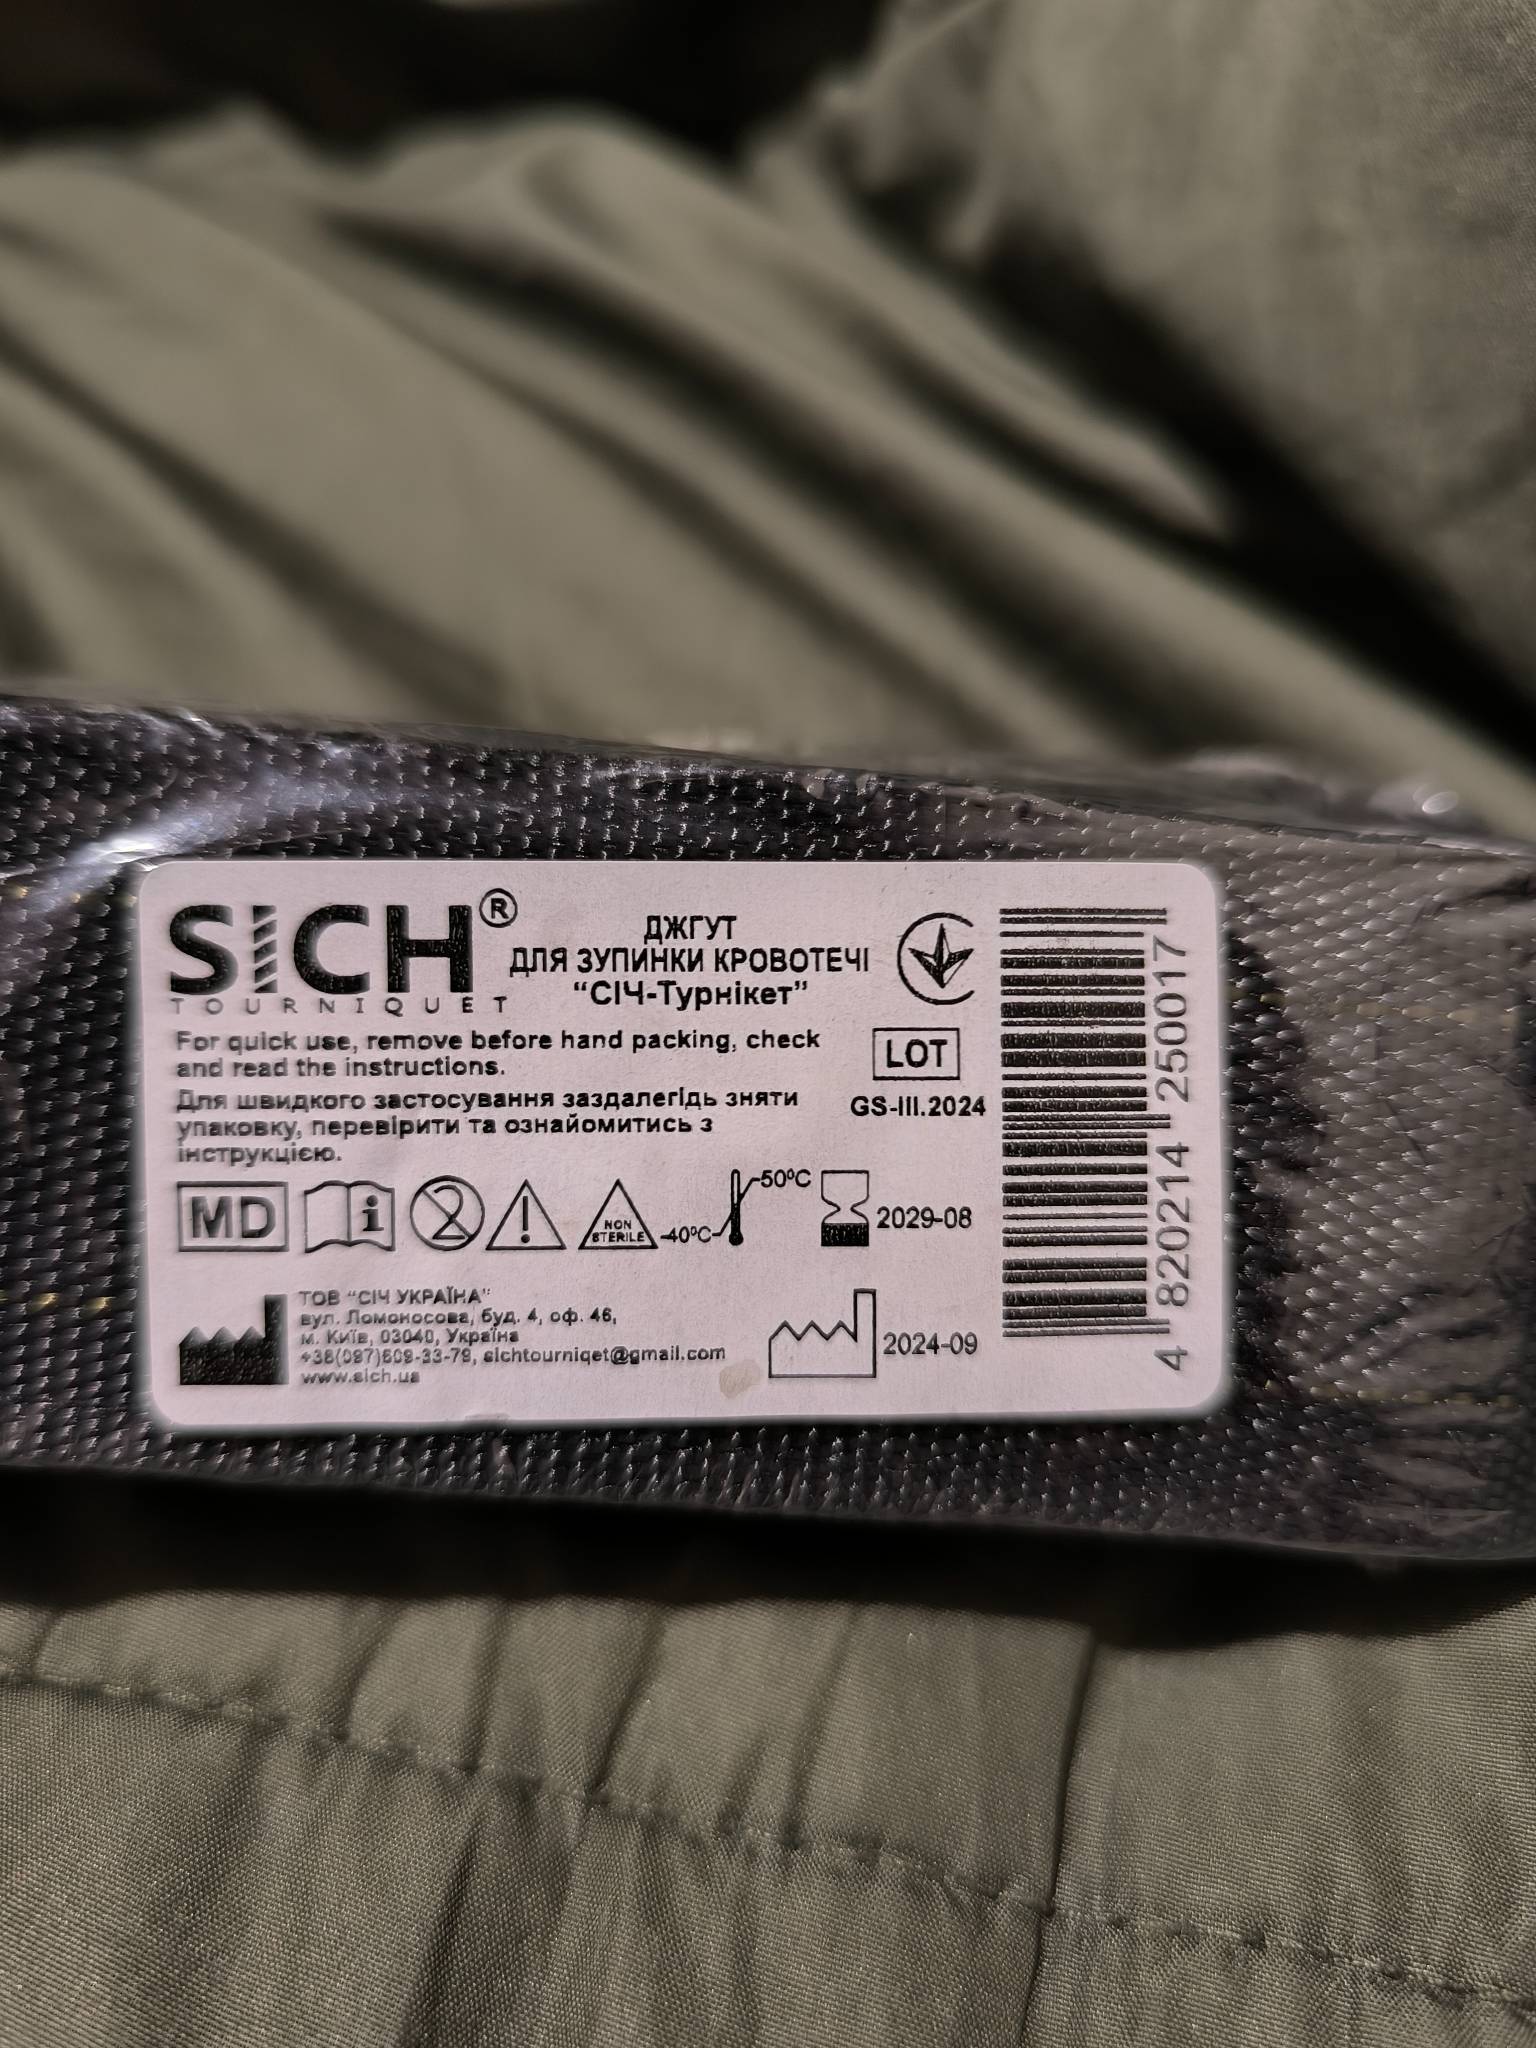 SICH®
TOURNIQUET
ДЖГУТ
ДЛЯ ЗУПИНКИ КРОВОТЕЧІ
“СІЧ-Турнікет”
For quick use, remove before hand packing, check
and read the instructions.
Для швидкого застосування заздалегідь зняти
упаковку, перевірити та ознайомитись з
інструкцією.
LOT
GS-III.2024
MD
i
2
!
NON
STERILE
-40°C
-50°C
2029-08
ТОВ “СІЧ УКРАЇНА”
вул. Ломоносова, буд. 4, оф. 46,
м. Київ, 03040, Україна
+38(097)609-33-79, sichtourniqet@gmail.com
www.sich.ua
2024-09
4 820214 250017